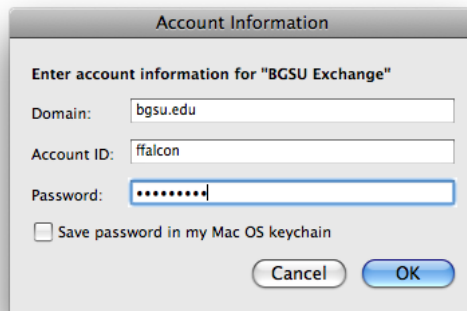 Account Information
Enter account information for "BGSU Exchange"
Domain: bgsu.edu
Account ID: ffalcon
Password: •••••••••
Save password in my Mac OS keychain
Cancel OK